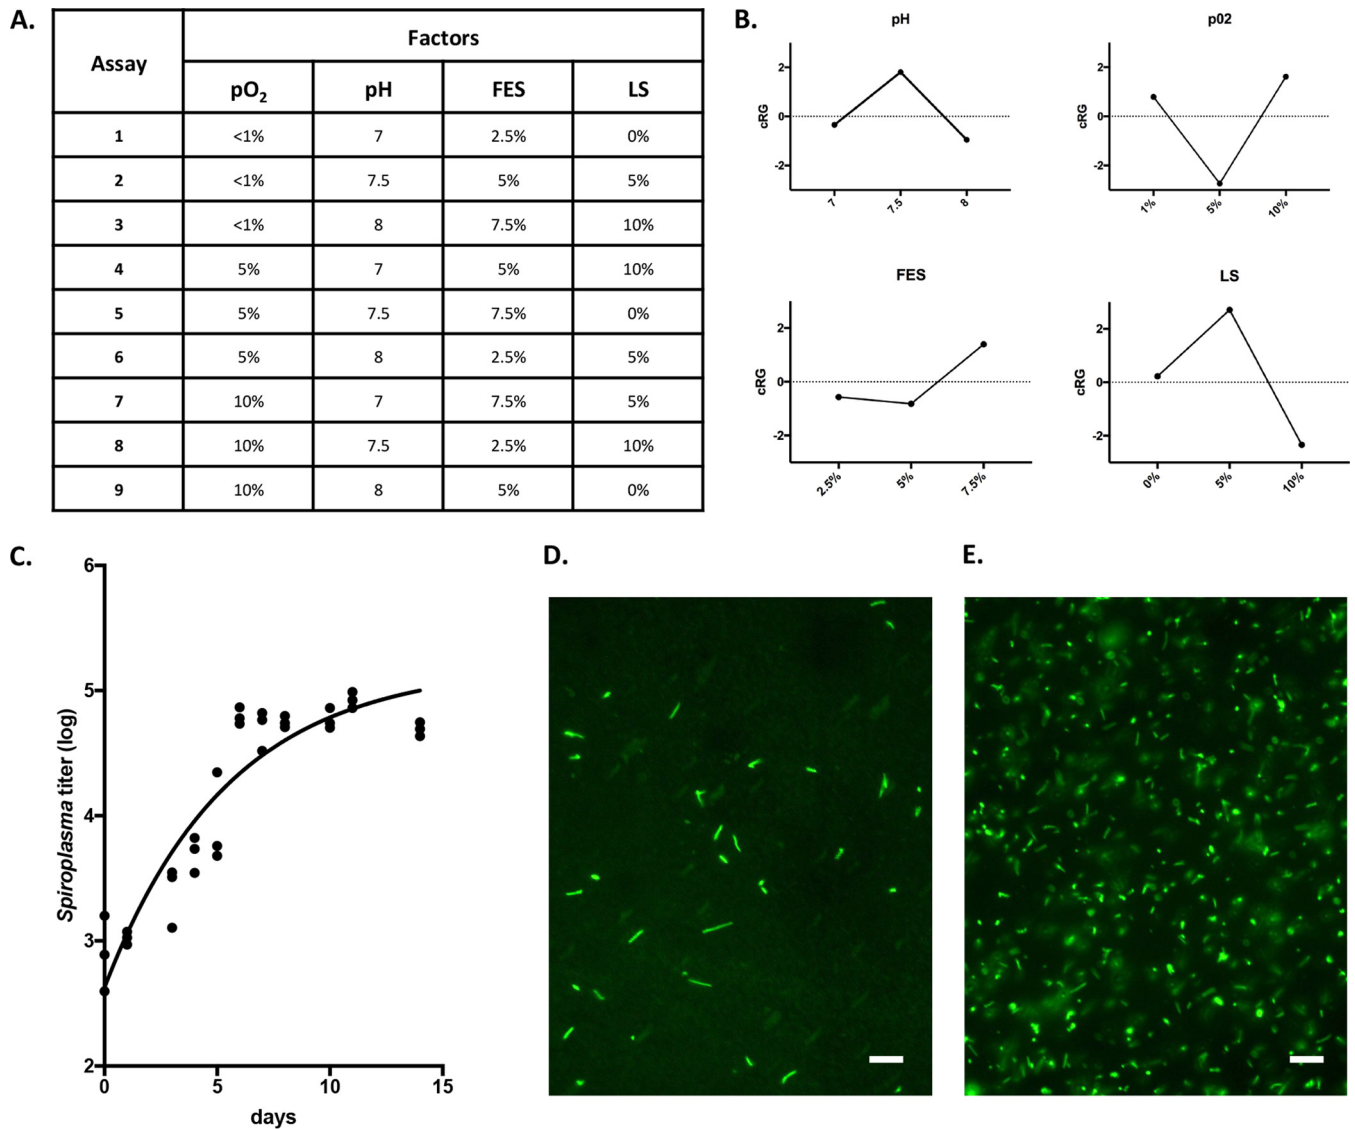 A.
Assay Factors
pO2 pH FES LS
1 <1% 7 2.5% 0%
2 <1% 7.5 5% 5%
3 <1% 8 7.5% 10%
4 5% 7 5% 10%
5 5% 7.5 7.5% 0%
6 5% 8 2.5% 5%
7 10% 7 7.5% 5%
8 10% 7.5 2.5% 10%
9 10% 8 5% 0%
B.
pH
cRG
2
0
-2
7 7.5 8
p02
cRG
2
0
-2
1% 5% 10%
FES
cRG
2
0
-2
2.5% 5% 7.5%
LS
cRG
2
0
-2
0% 5% 10%
C.
Spiroplasma titer (log)
6
5
4
3
2
0 5 10 15
days
D.
E.